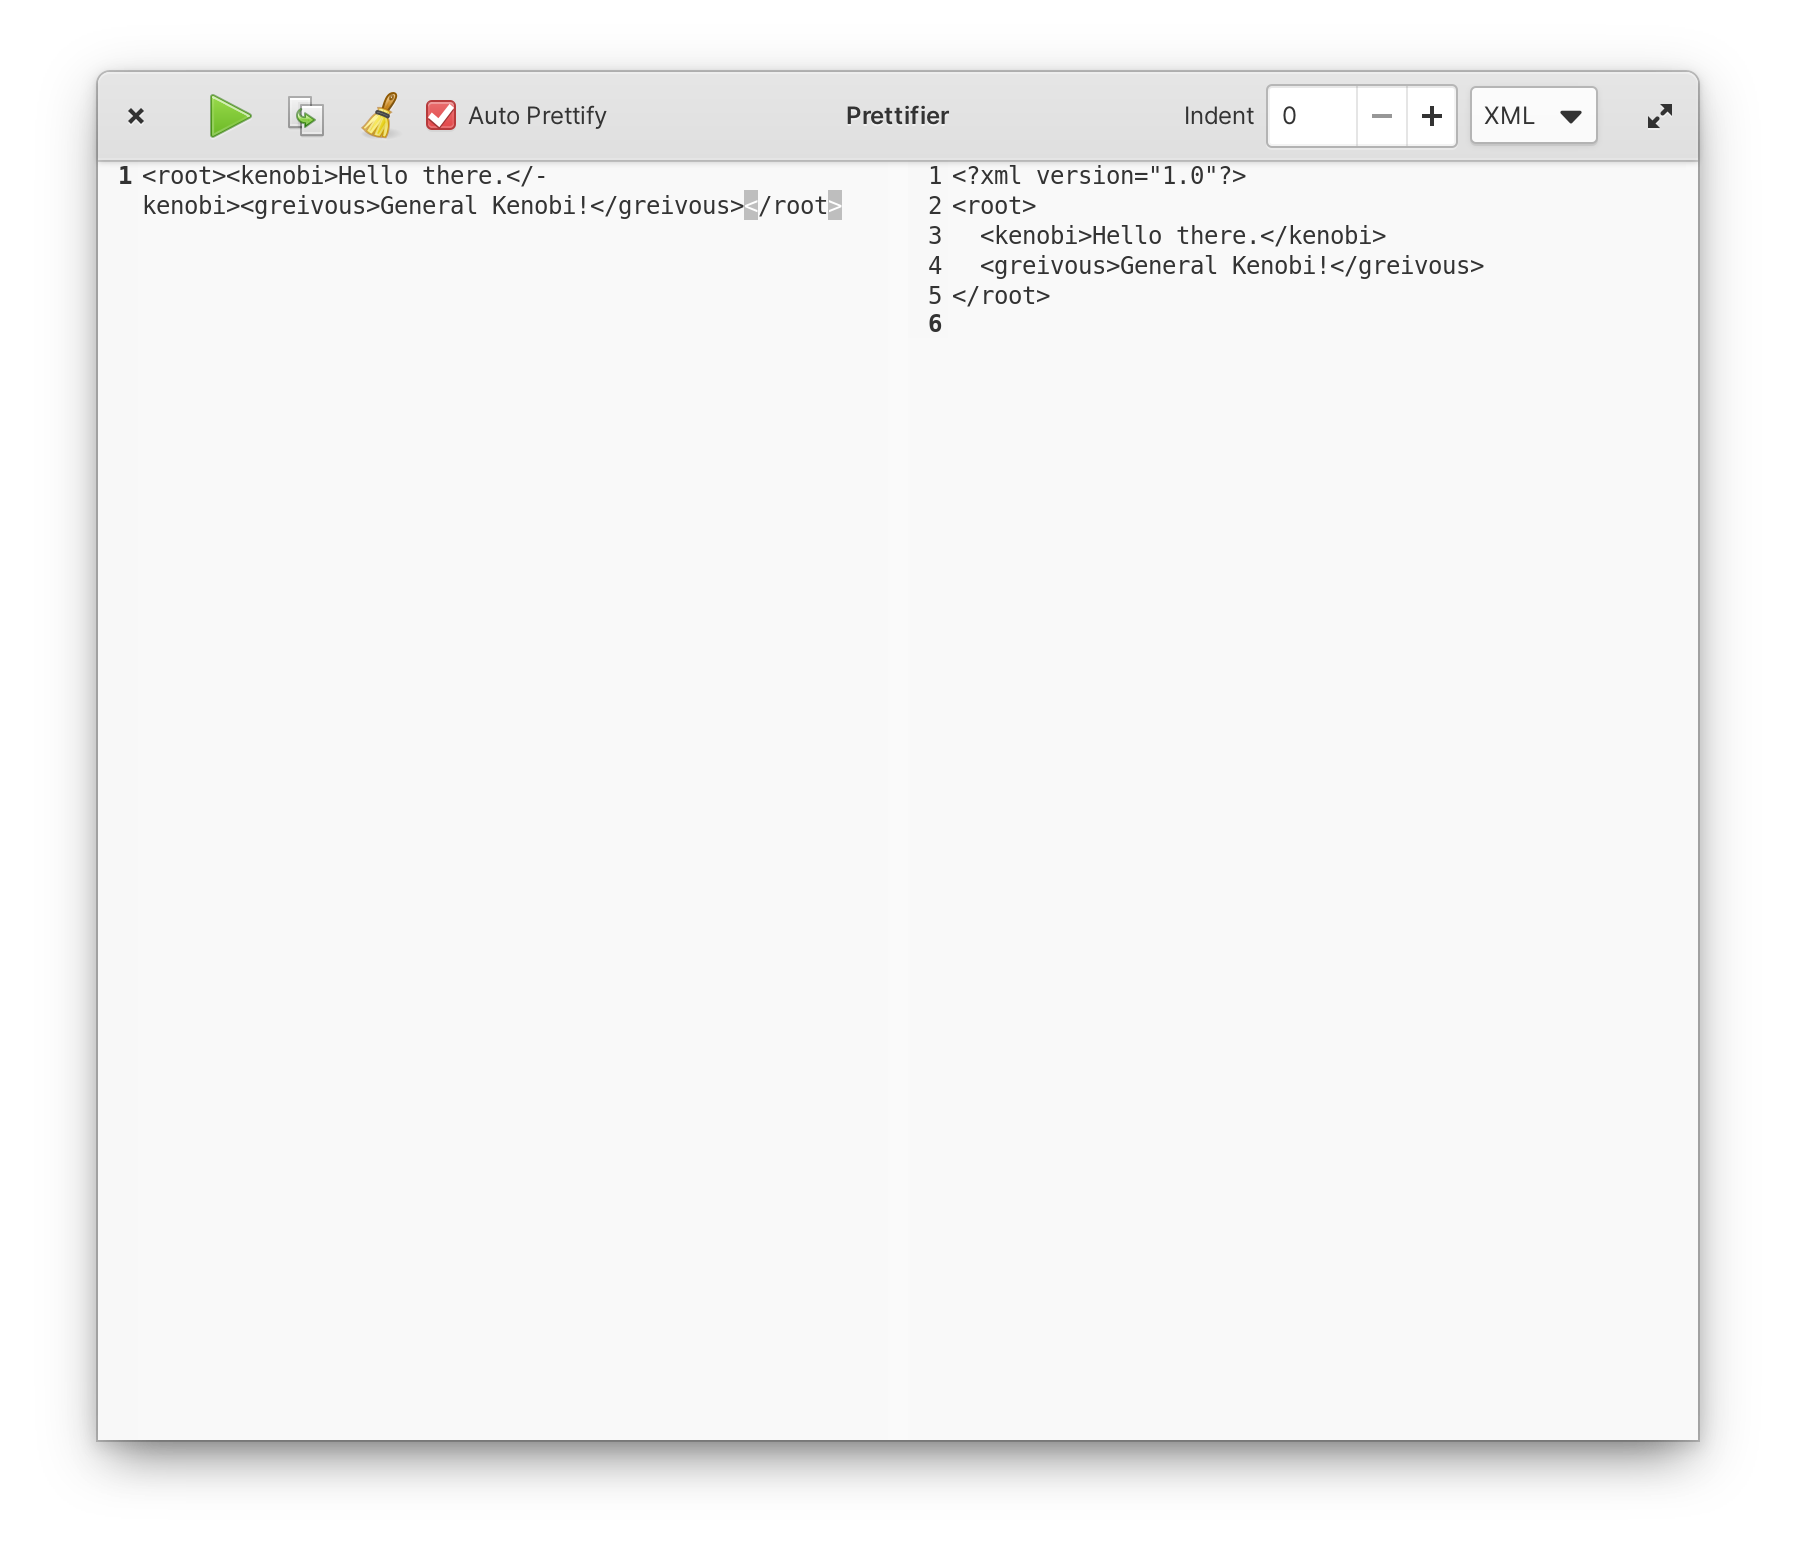 Auto Prettify Prettifier Indent 0 XML
1 <root><kenobi>Hello there.</-
kenobi><greivous>General Kenobi!</greivous></root>
1 <?xml version="1.0"?>
2 <root>
3   <kenobi>Hello there.</kenobi>
4   <greivous>General Kenobi!</greivous>
5 </root>
6